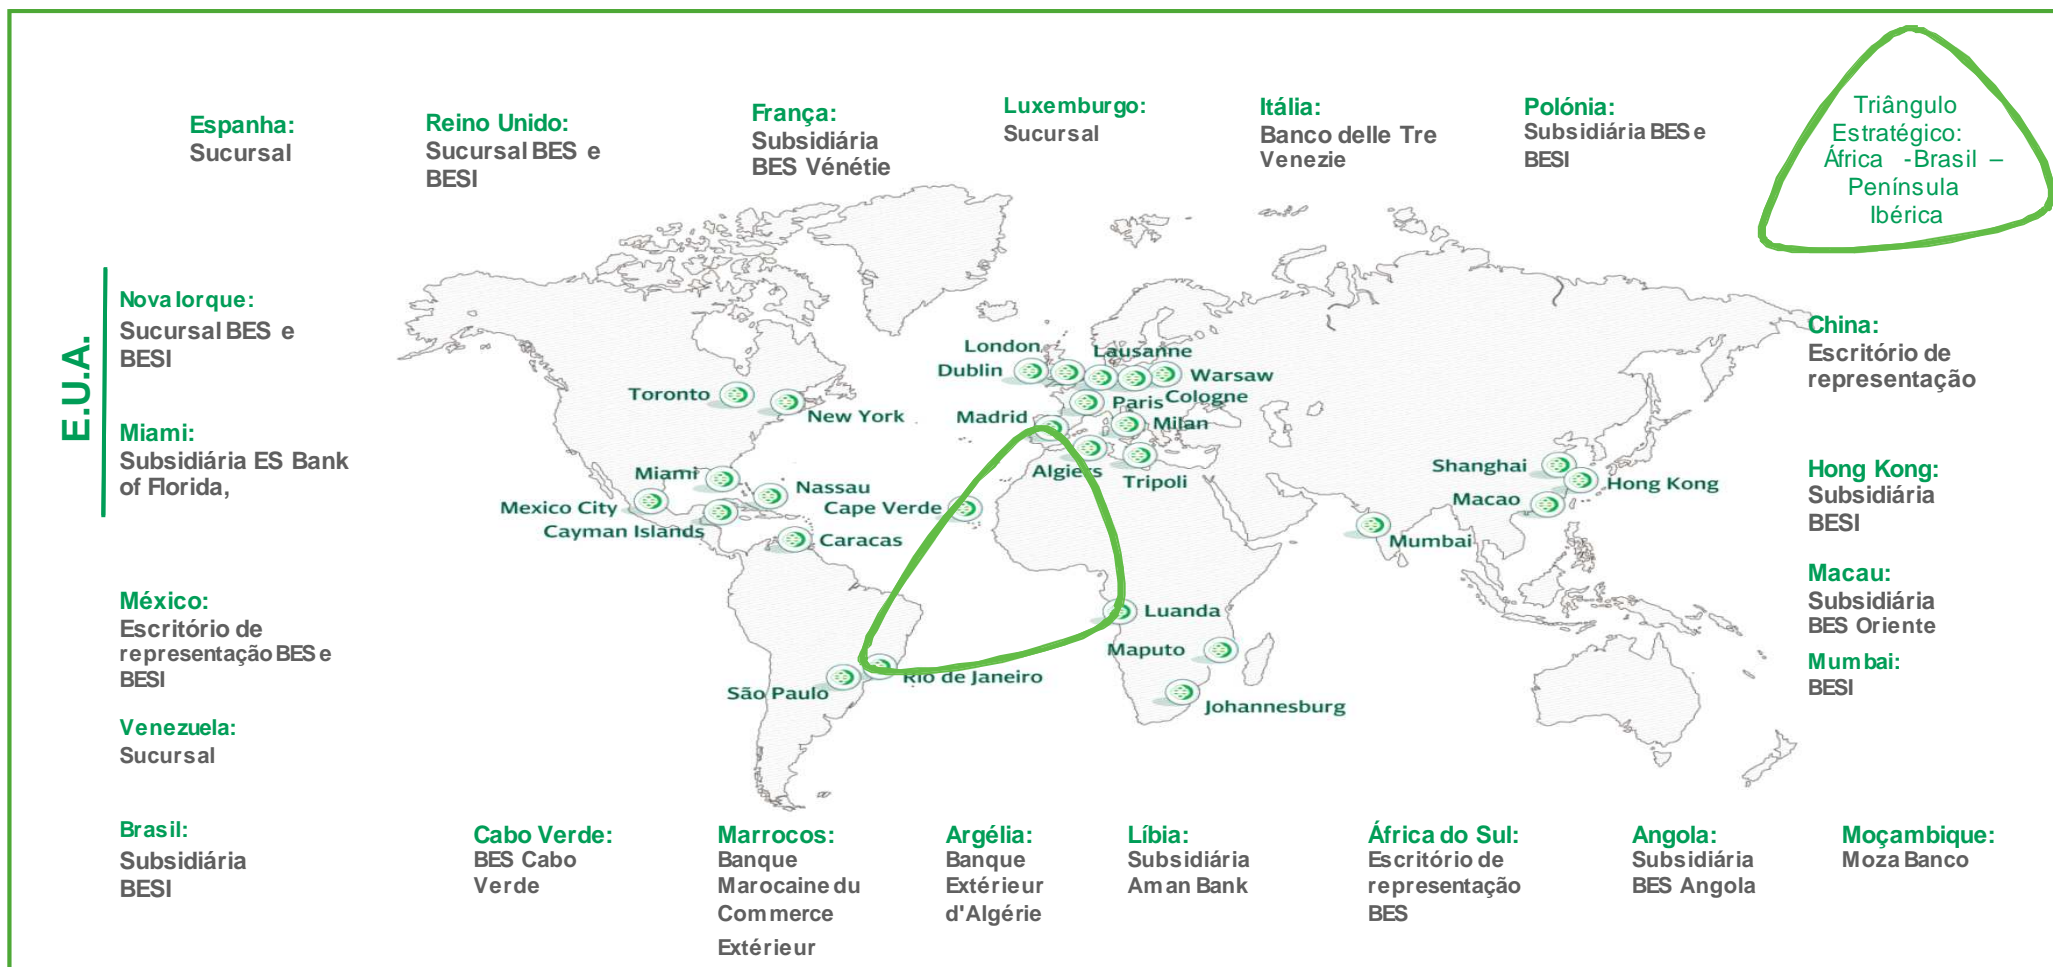 Espanha:
Sucursal
Reino Unido:
Sucursal BES e
BESI
França:
Subsidiária
BES Vénétie
Luxemburgo:
Sucursal
Itália:
Banco delle Tre
Venezie
Polónia:
Subsidiária BES e
BESI
Triângulo
Estratégico:
África -Brasil –
Península
Ibérica
E.U.A.
Nova Iorque:
Sucursal BES e
BESI
Miami:
Subsidiária ES Bank
of Florida,
México:
Escritório de
representação BES e
BESI
Venezuela:
Sucursal
Brasil:
Subsidiária
BESI
London
Lausanne
Dublin
Warsaw
Toronto
Paris
Cologne
New York
Madrid
Milan
Algiers
Tripoli
Miami
Nassau
Mexico City
Cape Verde
Cayman Islands
Caracas
Shanghai
Hong Kong
Macao
Mumbai
Luanda
Maputo
São Paulo
Rio de Janeiro
Johannesburg
China:
Escritório de
representação
Hong Kong:
Subsidiária
BESI
Macau:
Subsidiária
BES Oriente
Mumbai:
BESI
Cabo Verde:
BES Cabo
Verde
Marrocos:
Banque
Marocaine du
Commerce
Extérieur
Argélia:
Banque
Extérieur
d'Algérie
Líbia:
Subsidiária
Aman Bank
África do Sul:
Escritório de
representação
BES
Angola:
Subsidiária
BES Angola
Moçambique:
Moza Banco